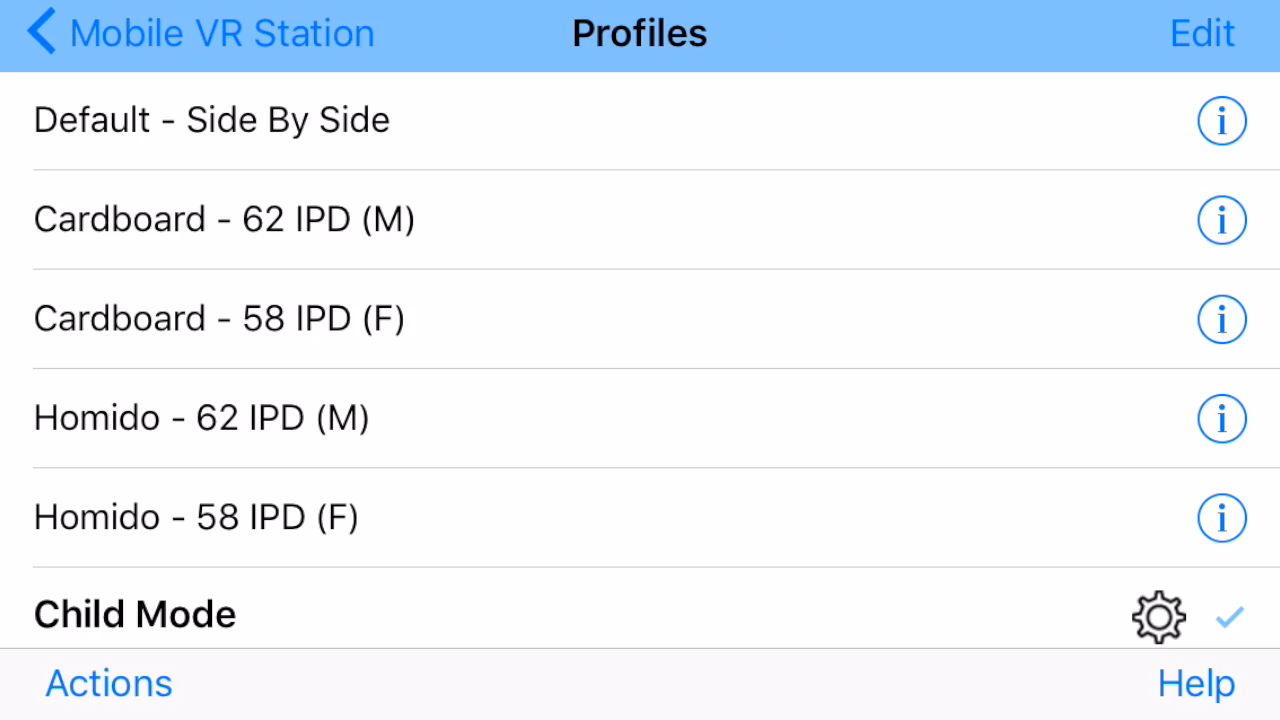 Mobile VR Station Profiles Edit
Default - Side By Side
Cardboard - 62 IPD (M)
Cardboard - 58 IPD (F)
Homido - 62 IPD (M)
Homido - 58 IPD (F)
Child Mode
Actions Help